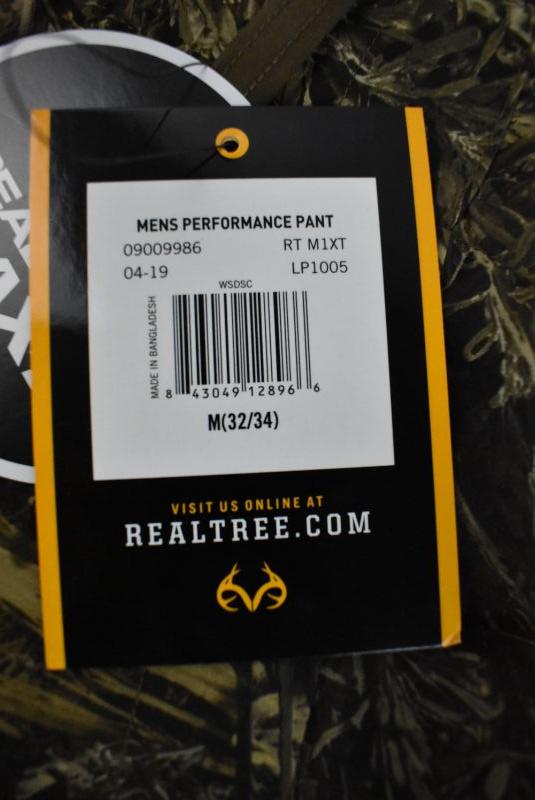 MENS PERFORMANCE PANT
09009986 RT M1XT
04-19 LP1005
WSDSC
MADE IN BANGLADESH
8 43049 12896 6
M(32/34)
VISIT US ONLINE AT
REALTREE.COM